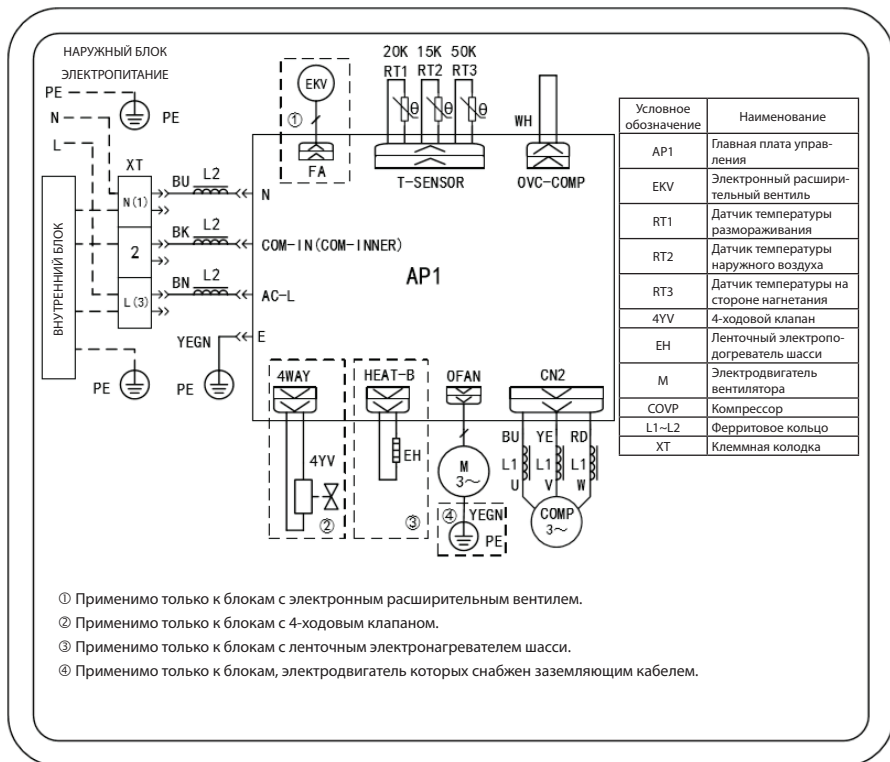 НАРУЖНЫЙ БЛОК
ЭЛЕКТРОПИТАНИЕ
PE
PE
N
L
XT
N(1)
2
L(3)
ВНУТРЕННИЙ БЛОК
PE
BU L2
BK L2
BN L2
YEGN
PE
EKV
①
FA
20K 15K 50K
RT1 RT2 RT3
θ θ θ
T-SENSOR
WH
OVC-COMP
N
COM-IN(COM-INNER)
AP1
AC-L
E
4WAY
4YV
②
HEAT-B
EH
③
OFAN
M
3~
④ YEGN
PE
CN2
BU YE RD
L1 L1 L1
U V W
COMP
3~
Условное
обозначение
Наименование
AP1
Главная плата управ-
ления
EKV
Электронный расшири-
тельный вентиль
RT1
Датчик температуры
размораживания
RT2
Датчик температуры
наружного воздуха
RT3
Датчик температуры на
стороне нагнетания
4YV
4-ходовой клапан
EH
Ленточный электропо-
догреватель шасси
M
Электродвигатель
вентилятора
COVP
Компрессор
L1~L2
Ферритовое кольцо
XT
Клеммная колодка
① Применимо только к блокам с электронным расширительным вентилем.
② Применимо только к блокам с 4-ходовым клапаном.
③ Применимо только к блокам с ленточным электронагревателем шасси.
④ Применимо только к блокам, электродвигатель которых снабжен заземляющим кабелем.